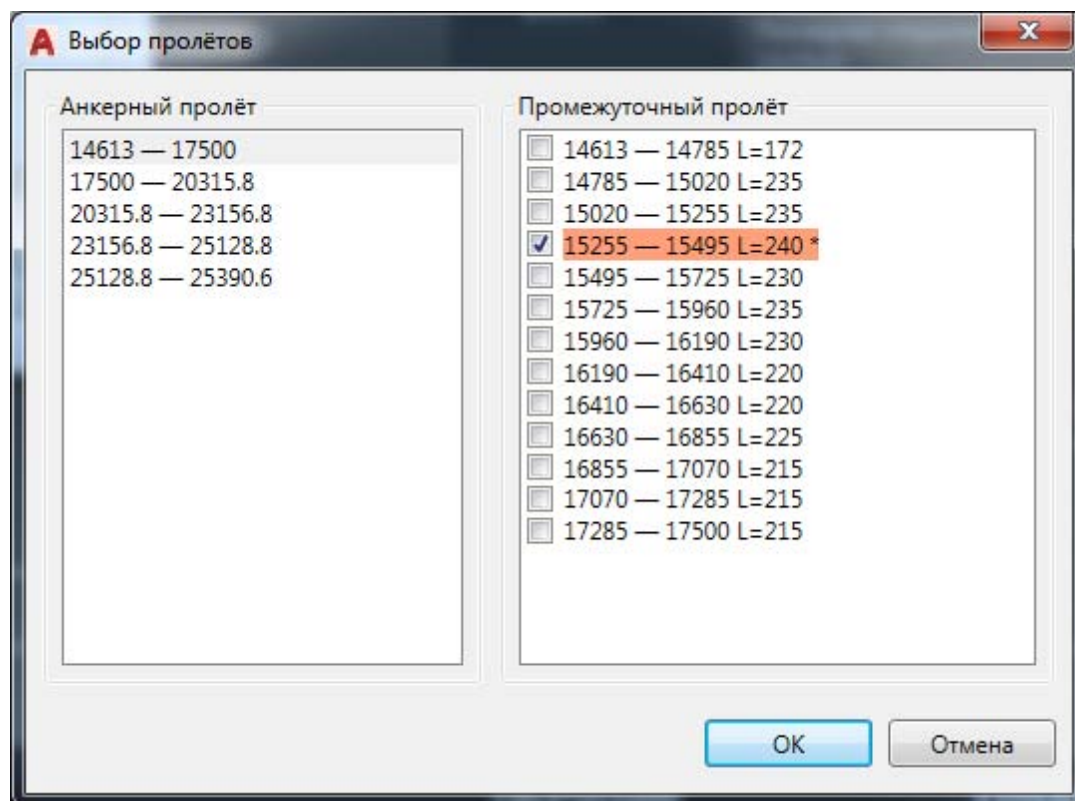 Выбор пролётов
Анкерный пролёт
14613 — 17500
17500 — 20315.8
20315.8 — 23156.8
23156.8 — 25128.8
25128.8 — 25390.6
Промежуточный пролёт
14613 — 14785 L=172
14785 — 15020 L=235
15020 — 15255 L=235
15255 — 15495 L=240 *
15495 — 15725 L=230
15725 — 15960 L=235
15960 — 16190 L=230
16190 — 16410 L=220
16410 — 16630 L=220
16630 — 16855 L=225
16855 — 17070 L=215
17070 — 17285 L=215
17285 — 17500 L=215
OK
Отмена